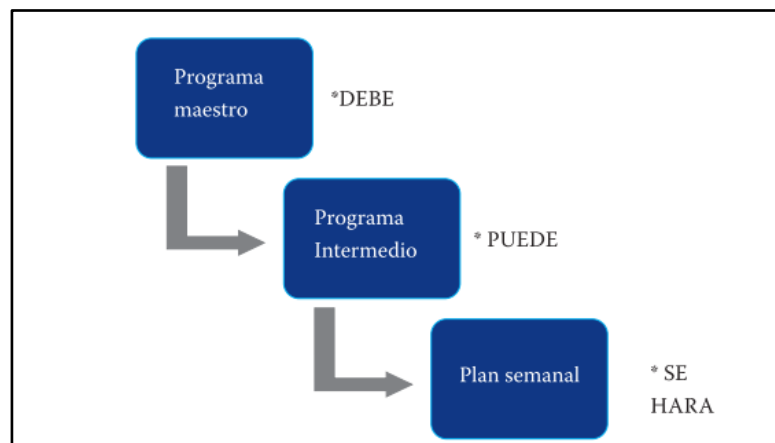 Programa
maestro
*DEBE
Programa
Intermedio
* PUEDE
Plan semanal
* SE
HARA